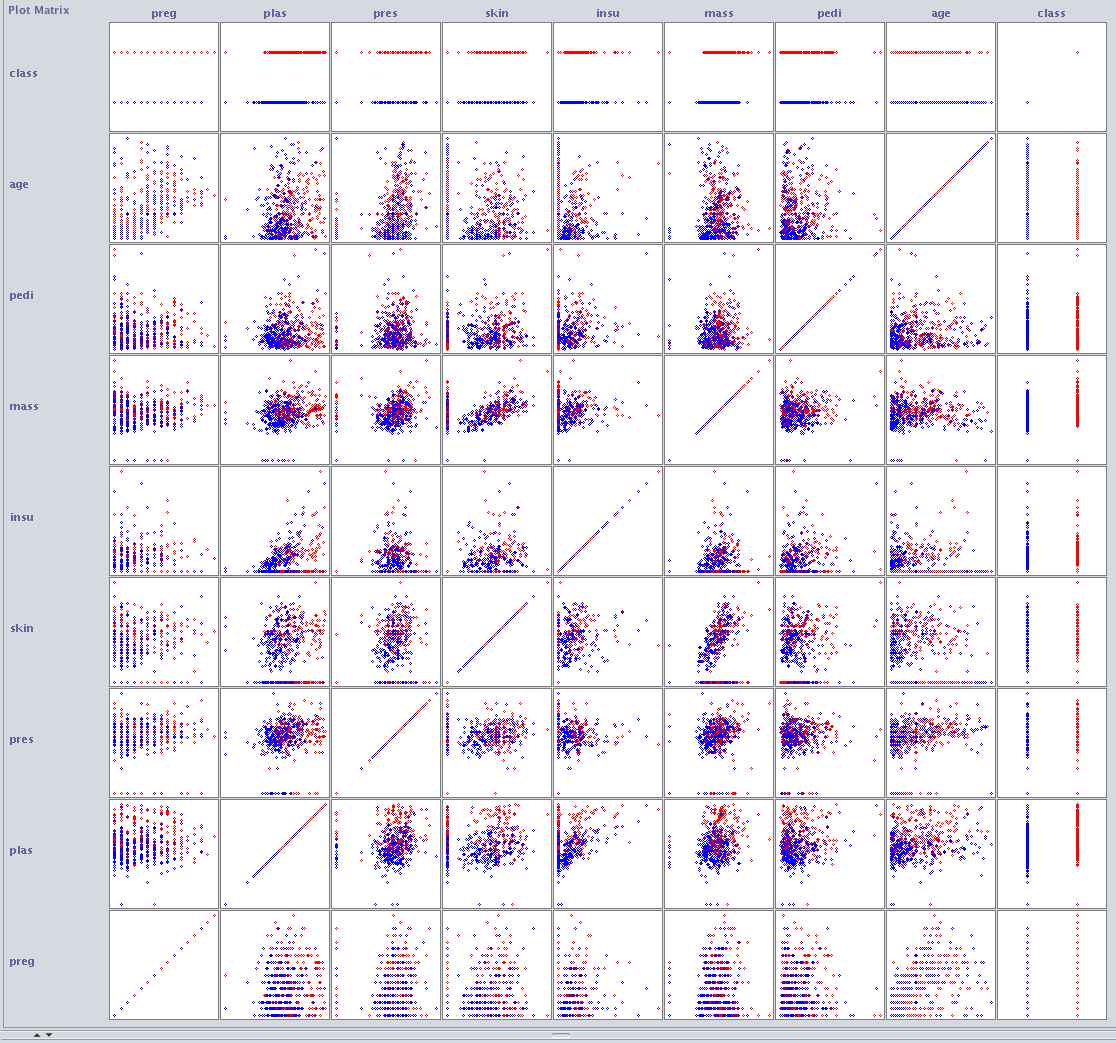 Plot Matrix
preg plas pres skin insu mass pedi age class
class
age
pedi
mass
insu
skin
pres
plas
preg